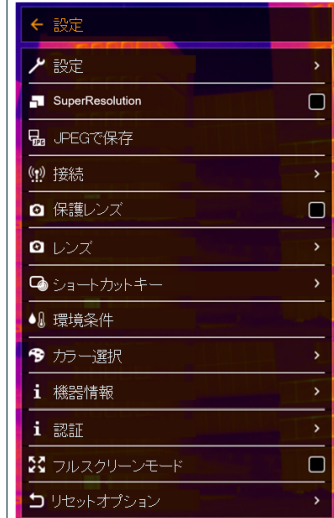 設定
設定
SuperResolution
JPEGで保存
接続
保護レンズ
レンズ
ショートカットキー
環境条件
カラー選択
機器情報
認証
フルスクリーンモード
リセットオプション